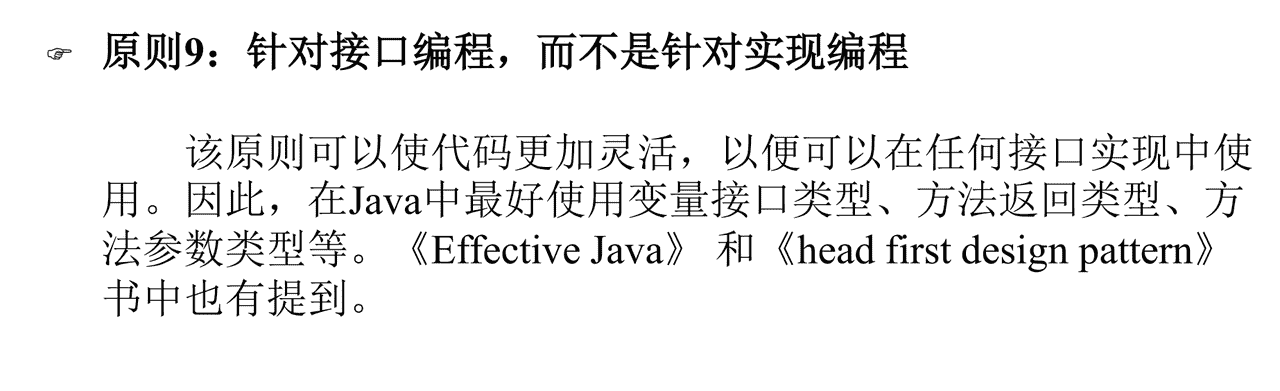 ☞ 原则9：针对接口编程，而不是针对实现编程
该原则可以使代码更加灵活，以便可以在任何接口实现中使
用。因此，在Java中最好使用变量接口类型、方法返回类型、方
法参数类型等。《Effective Java》 和《head first design pattern》
书中也有提到。